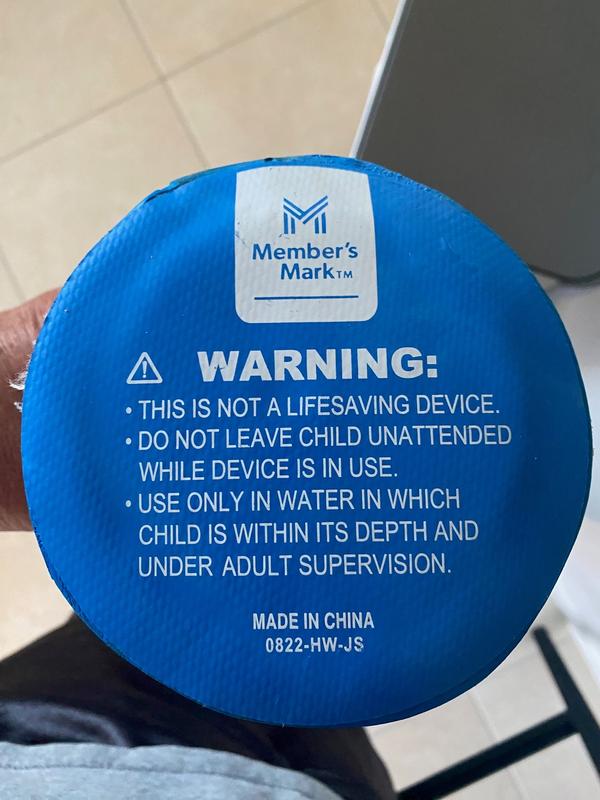 Member's
Mark™
WARNING:
• THIS IS NOT A LIFESAVING DEVICE.
• DO NOT LEAVE CHILD UNATTENDED
WHILE DEVICE IS IN USE.
• USE ONLY IN WATER IN WHICH
CHILD IS WITHIN ITS DEPTH AND
UNDER ADULT SUPERVISION.
MADE IN CHINA
0822-HW-JS